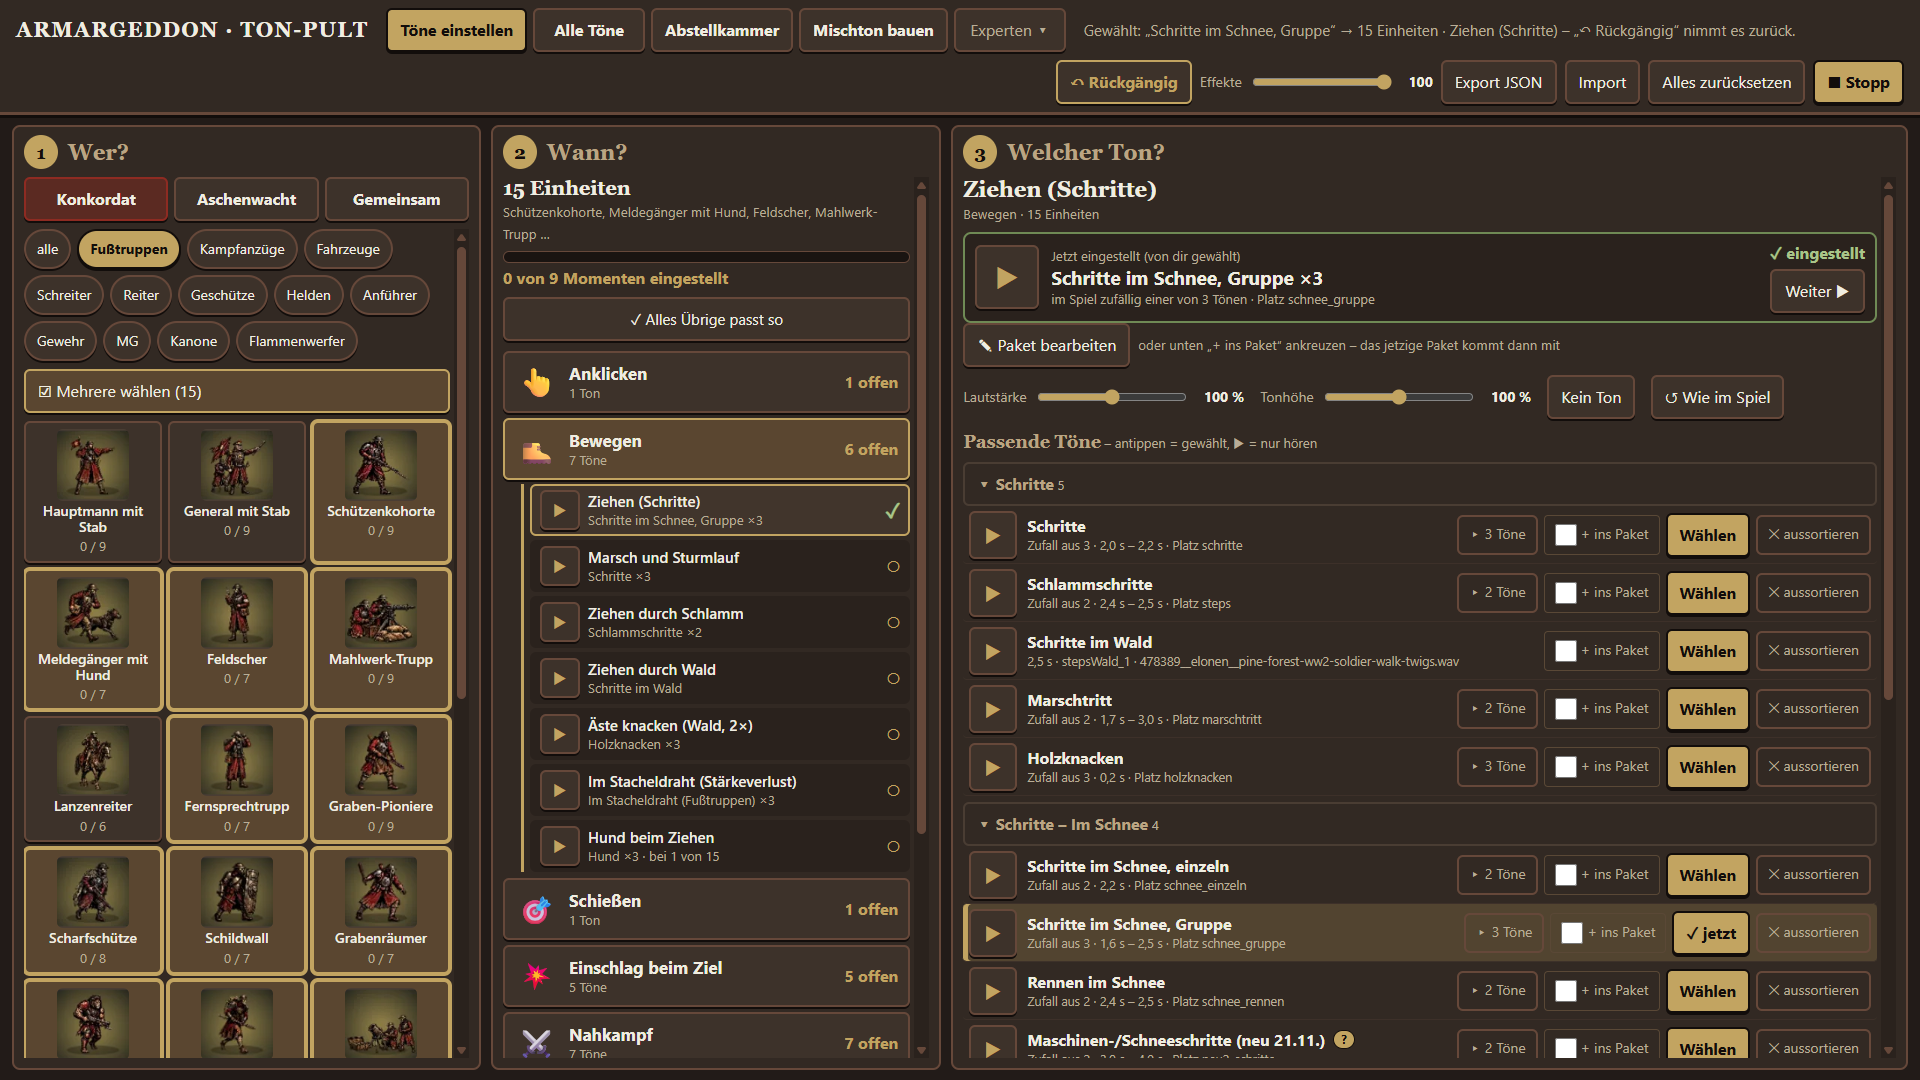 ARMARGEDDON · TON-PULT
Töne einstellen
Alle Töne
Abstellkammer
Mischton bauen
Experten ▾
Gewählt: „Schritte im Schnee, Gruppe“ → 15 Einheiten · Ziehen (Schritte) – „↶ Rückgängig“ nimmt es zurück.
↶ Rückgängig
Effekte
100
Export JSON
Import
Alles zurücksetzen
■ Stopp
1 Wer?
Konkordat
Aschenwacht
Gemeinsam
alle
Fußtruppen
Kampfanzüge
Fahrzeuge
Schreiter
Reiter
Geschütze
Helden
Anführer
Gewehr
MG
Kanone
Flammenwerfer
☑ Mehrere wählen (15)
Hauptmann mit Stab
0 / 9
General mit Stab
0 / 9
Schützenkohorte
0 / 9
Meldegänger mit Hund
0 / 7
Feldscher
0 / 7
Mahlwerk-Trupp
0 / 9
Lanzenreiter
0 / 6
Fernsprechtrupp
0 / 7
Graben-Pioniere
0 / 9
Scharfschütze
0 / 8
Schildwall
0 / 7
Grabenräumer
0 / 7
2 Wann?
15 Einheiten
Schützenkohorte, Meldegänger mit Hund, Feldscher, Mahlwerk-
Trupp ...
0 von 9 Momenten eingestellt
✓ Alles Übrige passt so
Anklicken
1 Ton
1 offen
Bewegen
7 Töne
6 offen
Ziehen (Schritte)
Schritte im Schnee, Gruppe ×3
✓
Marsch und Sturmlauf
Schritte ×3
Ziehen durch Schlamm
Schlammschritte ×2
Ziehen durch Wald
Schritte im Wald
Äste knacken (Wald, 2×)
Holzknacken ×3
Im Stacheldraht (Stärkeverlust)
Im Stacheldraht (Fußtruppen) ×3
Hund beim Ziehen
Hund ×3 · bei 1 von 15
Schießen
1 Ton
1 offen
Einschlag beim Ziel
5 Töne
5 offen
Nahkampf
7 Töne
7 offen
3 Welcher Ton?
Ziehen (Schritte)
Bewegen · 15 Einheiten
Jetzt eingestellt (von dir gewählt)
Schritte im Schnee, Gruppe ×3
im Spiel zufällig einer von 3 Tönen · Platz schnee_gruppe
✓ eingestellt
Weiter ▶
✎ Paket bearbeiten
oder unten „+ ins Paket“ ankreuzen – das jetzige Paket kommt dann mit
Lautstärke
100 %
Tonhöhe
100 %
Kein Ton
↺ Wie im Spiel
Passende Töne – antippen = gewählt, ▶ = nur hören
▾ Schritte 5
Schritte
Zufall aus 3 · 2,0 s – 2,2 s · Platz schritte
‣ 3 Töne
+ ins Paket
Wählen
✕ aussortieren
Schlammschritte
Zufall aus 2 · 2,4 s – 2,5 s · Platz steps
‣ 2 Töne
+ ins Paket
Wählen
✕ aussortieren
Schritte im Wald
2,5 s · stepsWald_1 · 478389__elonen__pine-forest-ww2-soldier-walk-twigs.wav
+ ins Paket
Wählen
✕ aussortieren
Marschtritt
Zufall aus 2 · 1,7 s – 3,0 s · Platz marschtritt
‣ 2 Töne
+ ins Paket
Wählen
✕ aussortieren
Holzknacken
Zufall aus 3 · 0,2 s · Platz holzknacken
‣ 3 Töne
+ ins Paket
Wählen
✕ aussortieren
▾ Schritte – Im Schnee 4
Schritte im Schnee, einzeln
Zufall aus 2 · 2,2 s · Platz schnee_einzeln
‣ 2 Töne
+ ins Paket
Wählen
✕ aussortieren
Schritte im Schnee, Gruppe
Zufall aus 3 · 1,6 s – 2,5 s · Platz schnee_gruppe
‣ 3 Töne
+ ins Paket
✓ jetzt
✕ aussortieren
Rennen im Schnee
Zufall aus 2 · 2,4 s – 2,5 s · Platz schnee_rennen
‣ 2 Töne
+ ins Paket
Wählen
✕ aussortieren
Maschinen-/Schneeschritte (neu 21.11.) ?
‣ 2 Töne
+ ins Paket
Wählen
✕ aussortieren